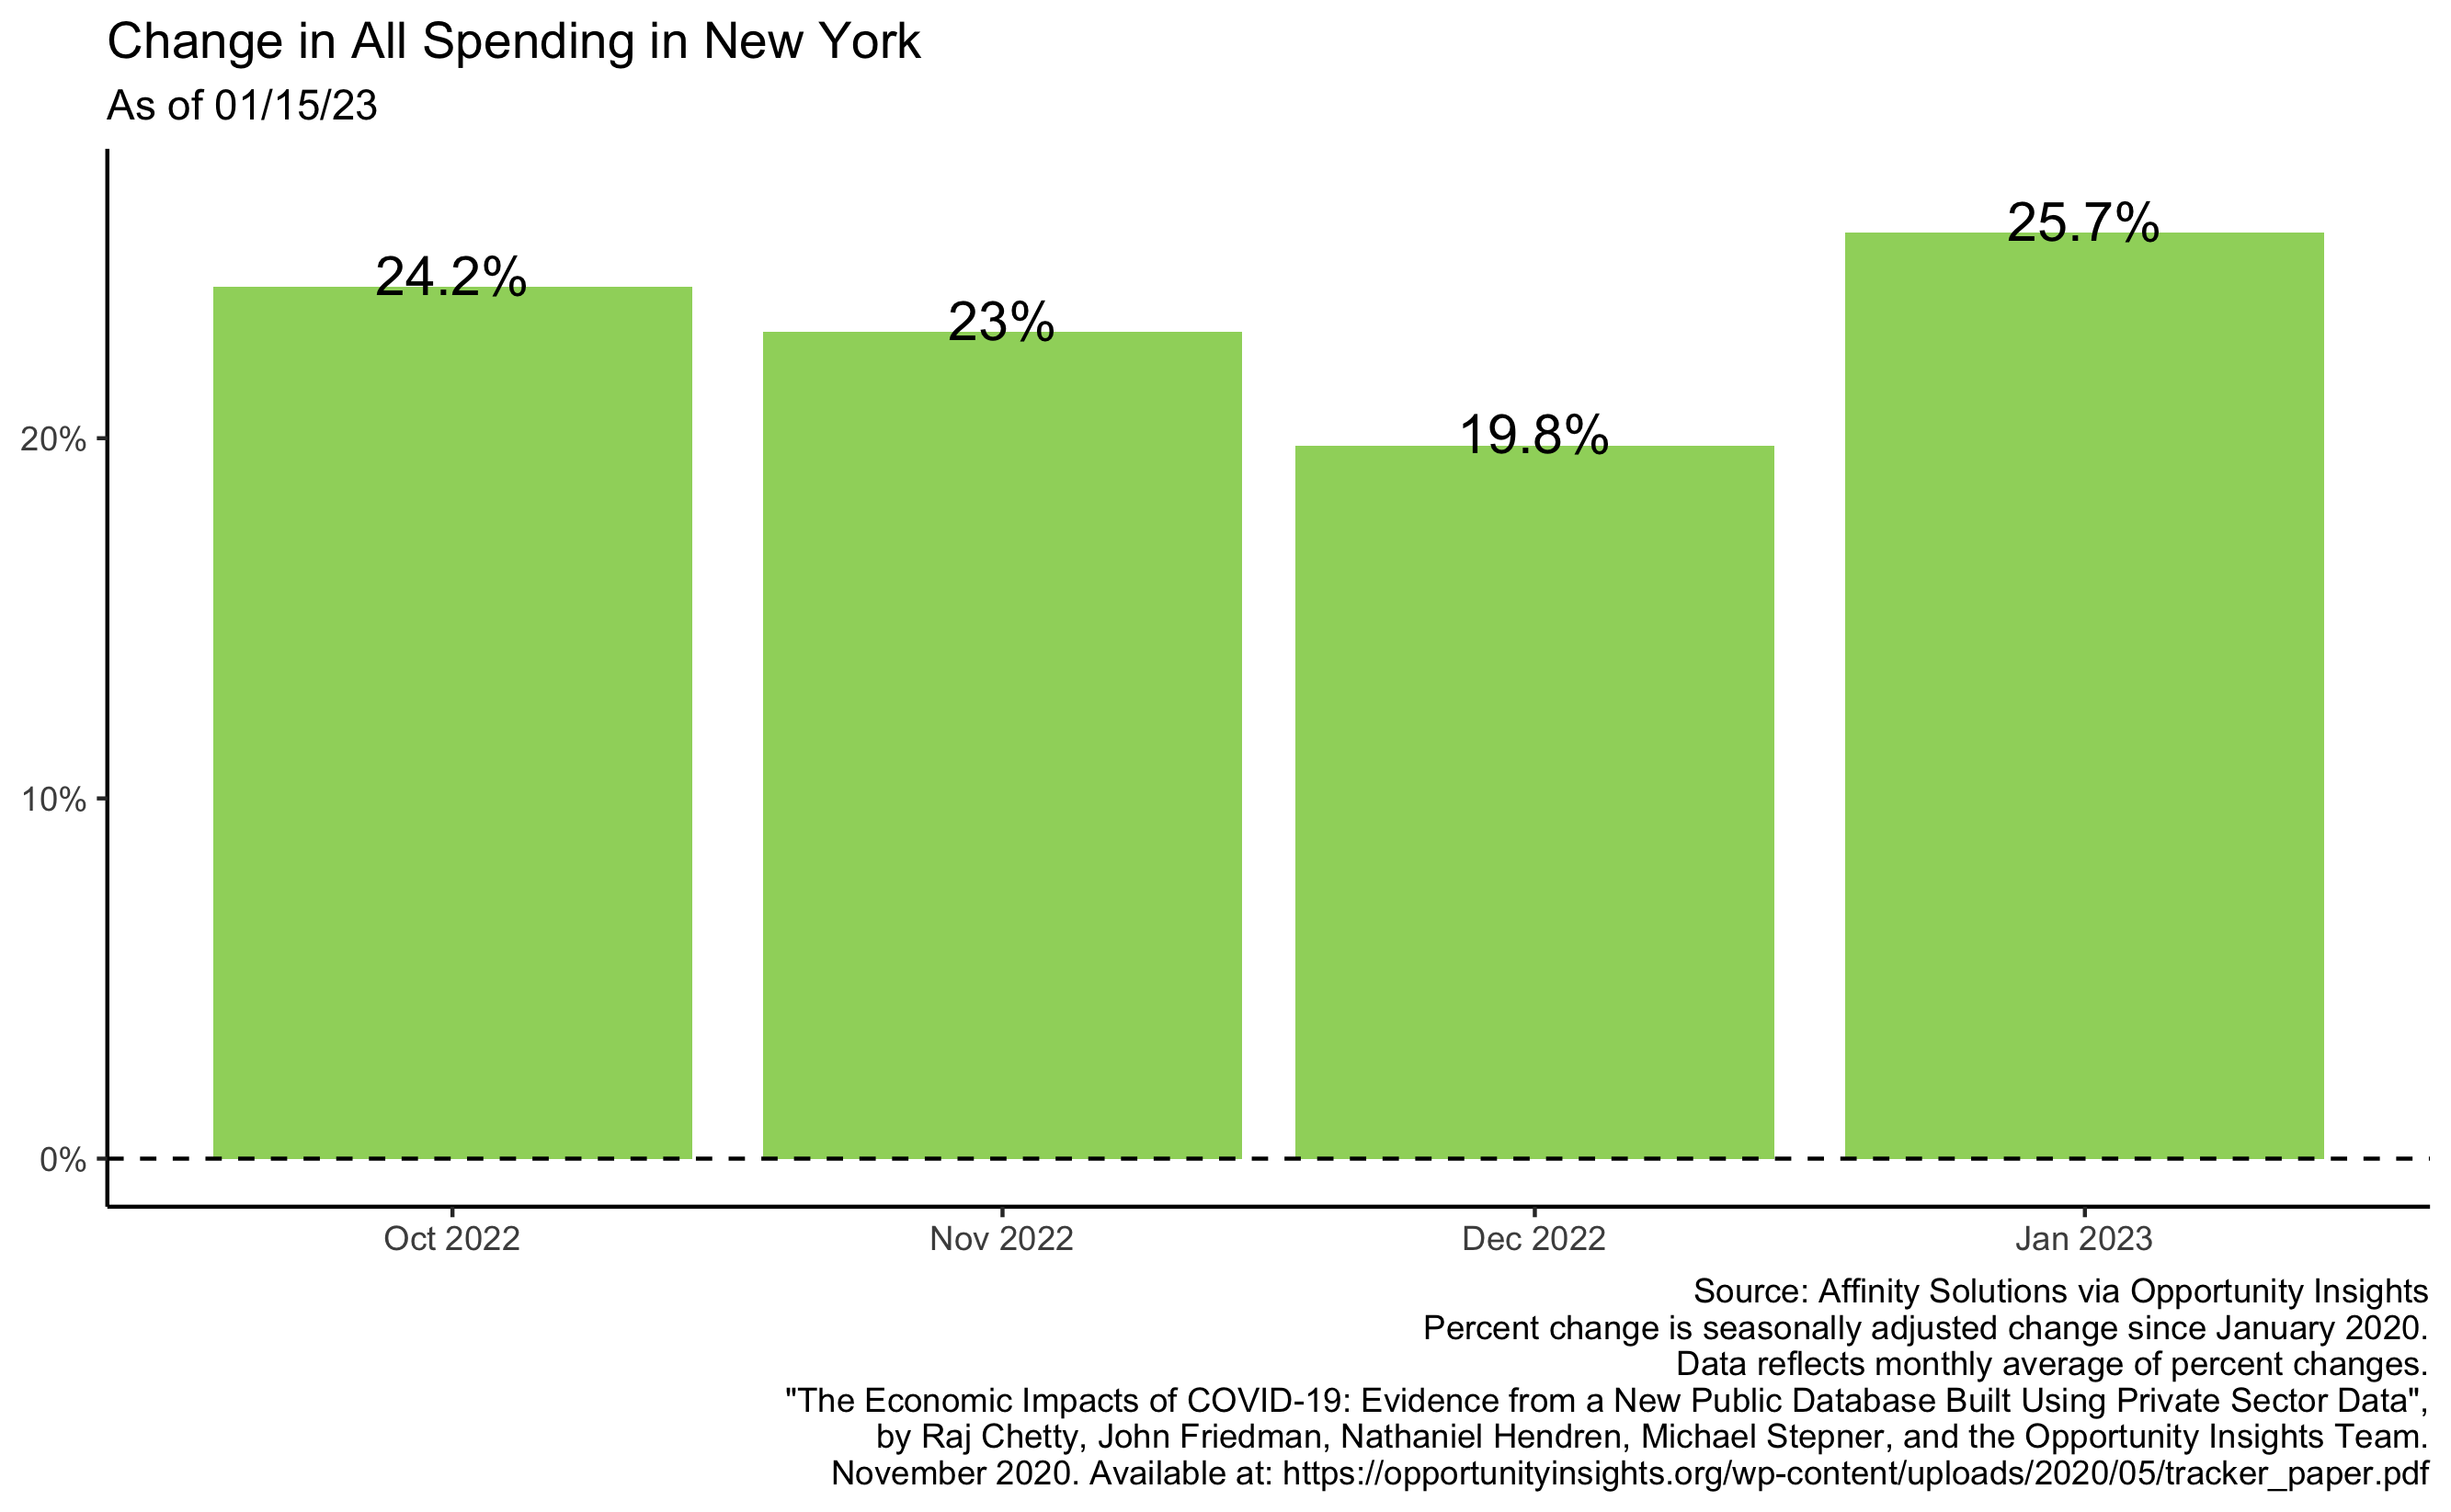 Change in All Spending in New York
As of 01/15/23
24.2%
23%
19.8%
25.7%
20%
10%
0%
Oct 2022
Nov 2022
Dec 2022
Jan 2023
Source: Affinity Solutions via Opportunity Insights
Percent change is seasonally adjusted change since January 2020.
Data reflects monthly average of percent changes.
"The Economic Impacts of COVID-19: Evidence from a New Public Database Built Using Private Sector Data",
by Raj Chetty, John Friedman, Nathaniel Hendren, Michael Stepner, and the Opportunity Insights Team.
November 2020. Available at: https://opportunityinsights.org/wp-content/uploads/2020/05/tracker_paper.pdf